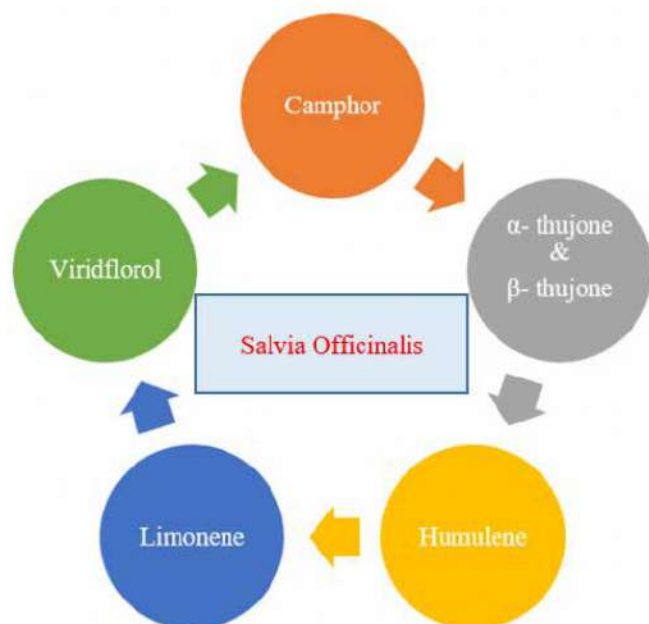 Camphor
α- thujone
&
β- thujone
Viridflorol
Salvia Officinalis
Limonene
Humulene